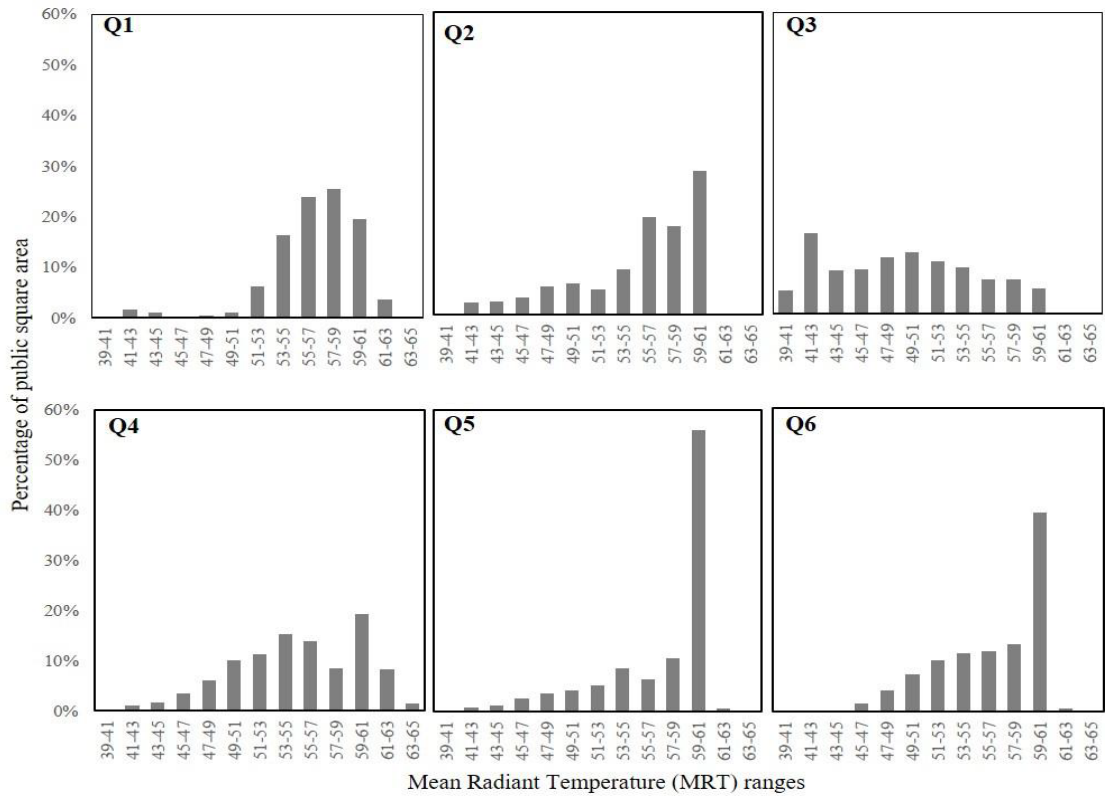 Percentage of public square area
60%
50%
40%
30%
20%
10%
0%
Q1
39-41 41-43 43-45 45-47 47-49 49-51 51-53 53-55 55-57 57-59 59-61 61-63 63-65
Q2
39-41 41-43 43-45 45-47 47-49 49-51 51-53 53-55 55-57 57-59 59-61 61-63 63-65
Q3
39-41 41-43 43-45 45-47 47-49 49-51 51-53 53-55 55-57 57-59 59-61 61-63 63-65
60%
50%
40%
30%
20%
10%
0%
Q4
39-41 41-43 43-45 45-47 47-49 49-51 51-53 53-55 55-57 57-59 59-61 61-63 63-65
Q5
39-41 41-43 43-45 45-47 47-49 49-51 51-53 53-55 55-57 57-59 59-61 61-63 63-65
Q6
39-41 41-43 43-45 45-47 47-49 49-51 51-53 53-55 55-57 57-59 59-61 61-63 63-65
Mean Radiant Temperature (MRT) ranges